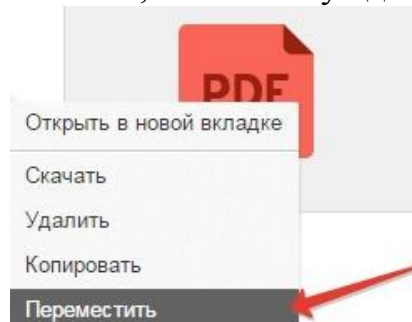 PDF
Открыть в новой вкладке
Скачать
Удалить
Копировать
Переместить